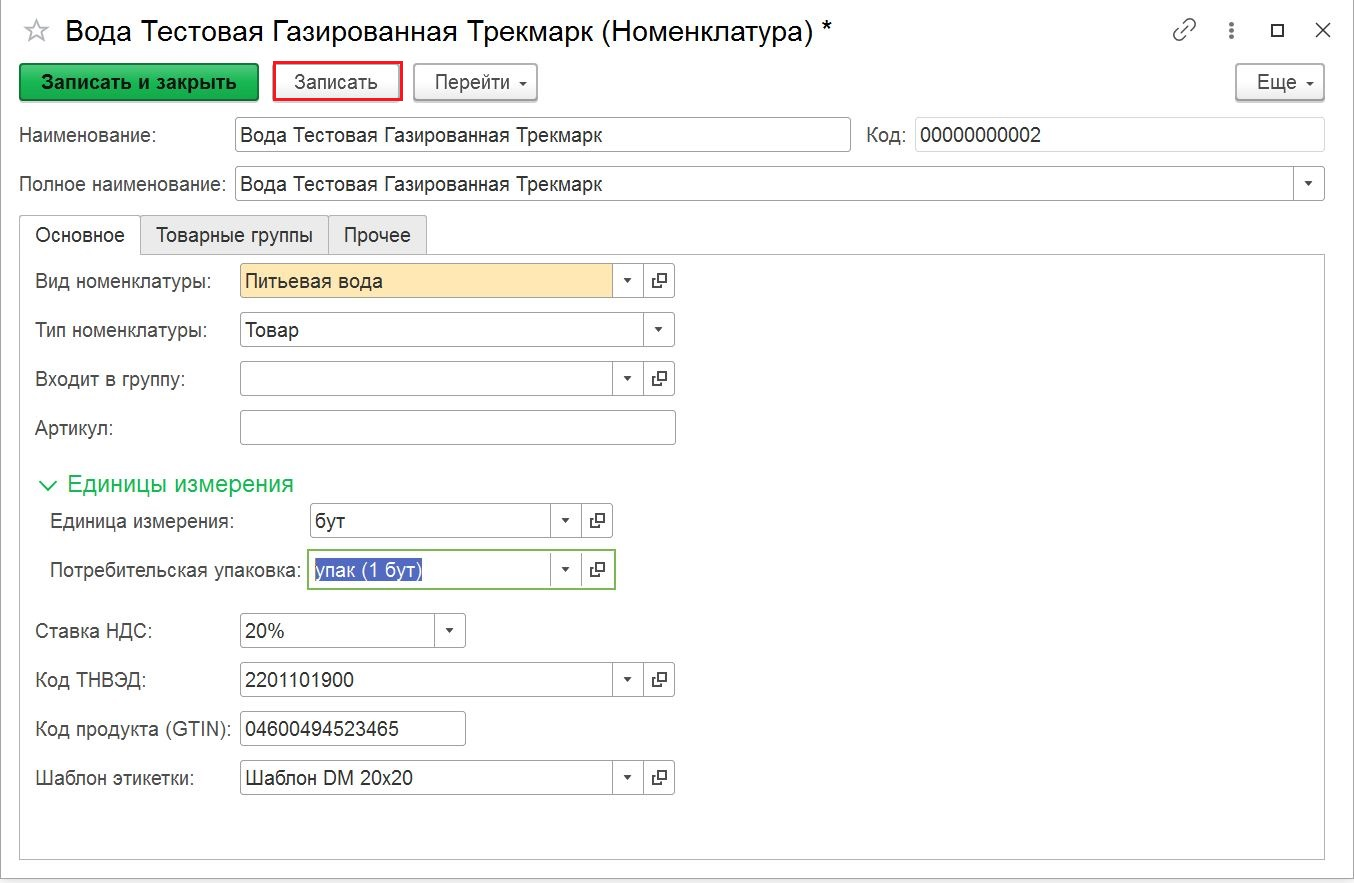 Вода Тестовая Газированная Трекмарк (Номенклатура) *
Записать и закрыть Записать Перейти Еще
Наименование: Вода Тестовая Газированная Трекмарк Код: 00000000002
Полное наименование: Вода Тестовая Газированная Трекмарк
Основное Товарные группы Прочее
Вид номенклатуры: Питьевая вода
Тип номенклатуры: Товар
Входит в группу:
Артикул:
Единицы измерения
Единица измерения: бут
Потребительская упаковка: упак (1 бут)
Ставка НДС: 20%
Код ТНВЭД: 2201101900
Код продукта (GTIN): 04600494523465
Шаблон этикетки: Шаблон DM 20x20